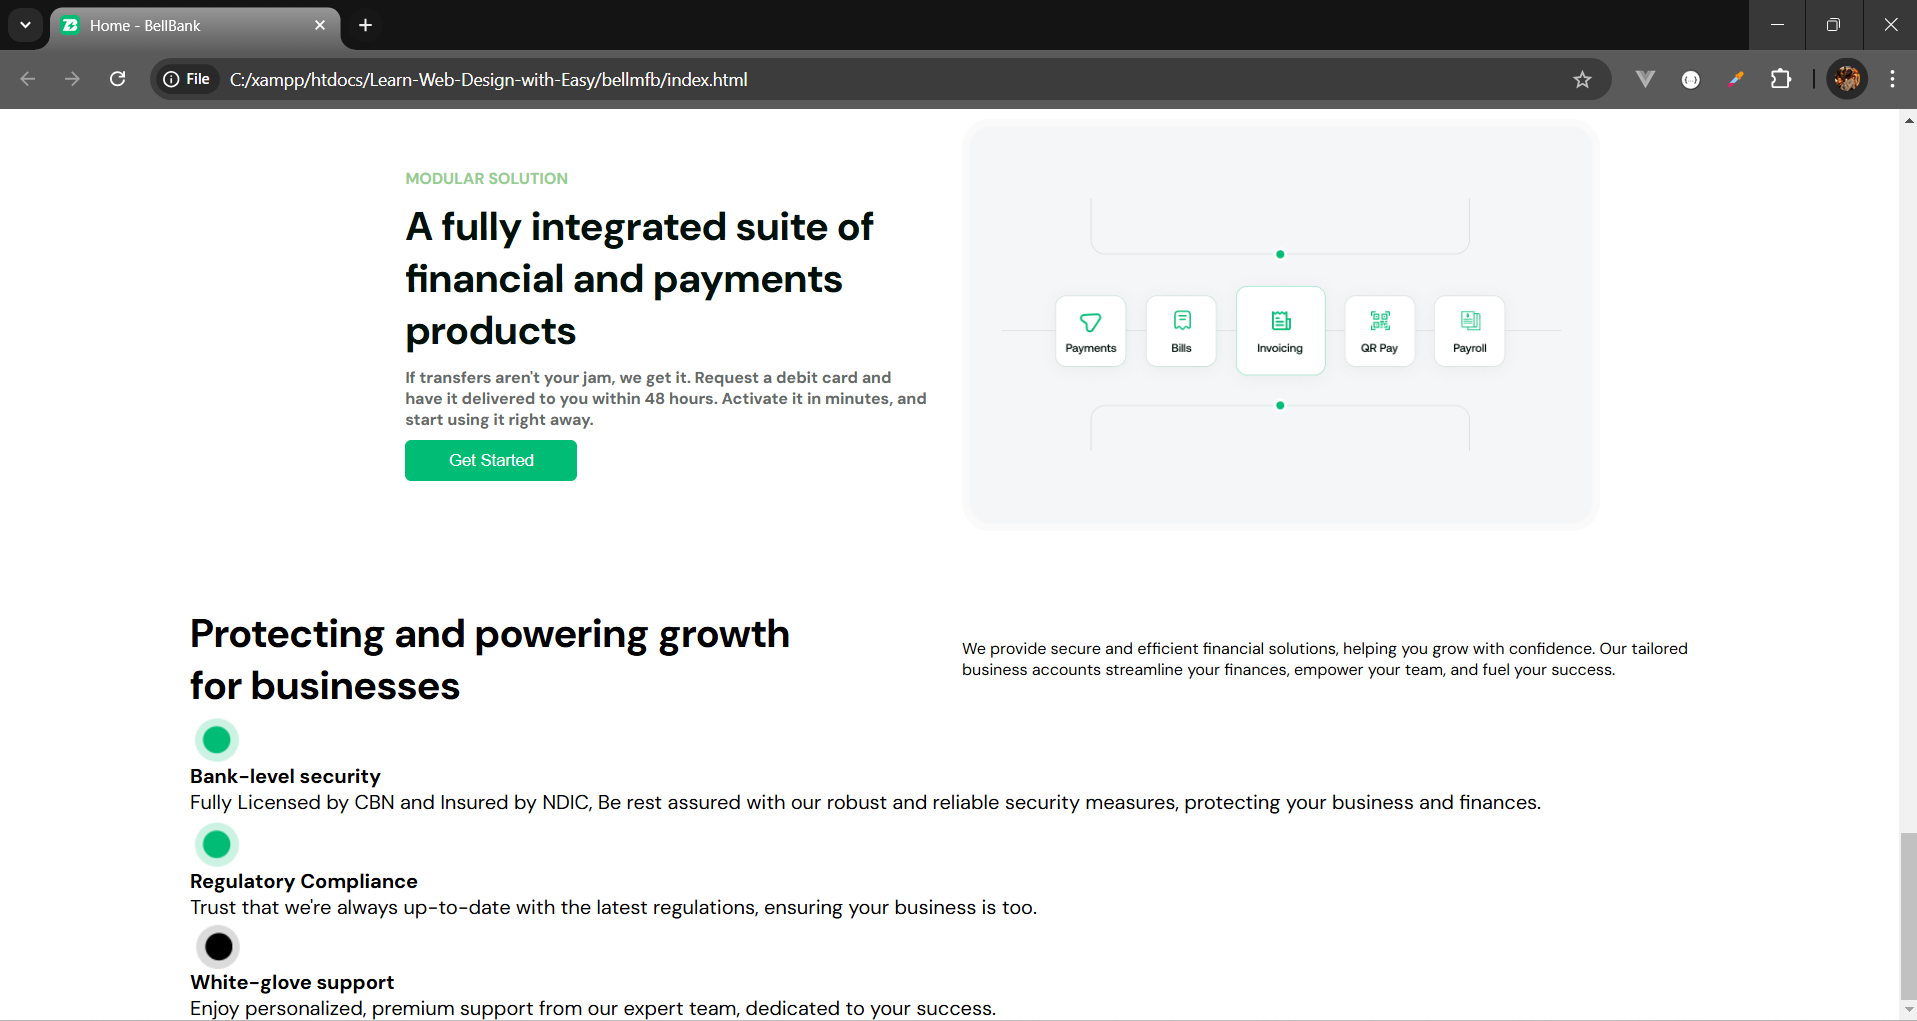 Home - BellBank
File
C:/xampp/htdocs/Learn-Web-Design-with-Easy/bellmfb/index.html
MODULAR SOLUTION
A fully integrated suite of
financial and payments
products
If transfers aren't your jam, we get it. Request a debit card and
have it delivered to you within 48 hours. Activate it in minutes, and
start using it right away.
Get Started
Payments
Bills
Invoicing
QR Pay
Payroll
Protecting and powering growth
for businesses
We provide secure and efficient financial solutions, helping you grow with confidence. Our tailored
business accounts streamline your finances, empower your team, and fuel your success.
Bank-level security
Fully Licensed by CBN and Insured by NDIC, Be rest assured with our robust and reliable security measures, protecting your business and finances.
Regulatory Compliance
Trust that we're always up-to-date with the latest regulations, ensuring your business is too.
White-glove support
Enjoy personalized, premium support from our expert team, dedicated to your success.